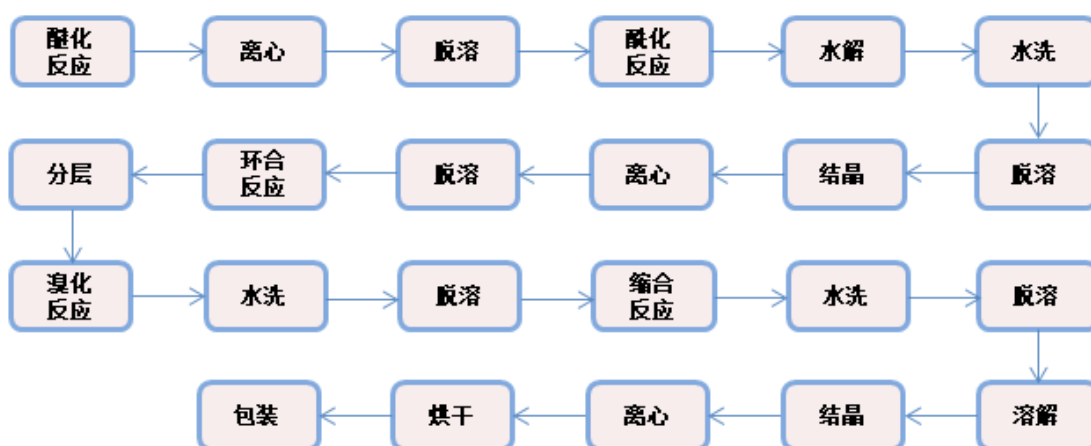 醚化
反应
离心
脱溶
酰化
反应
水解
水洗
脱溶
结晶
离心
脱溶
环合
反应
分层
溴化
反应
水洗
脱溶
缩合
反应
水洗
脱溶
溶解
结晶
离心
烘干
包装